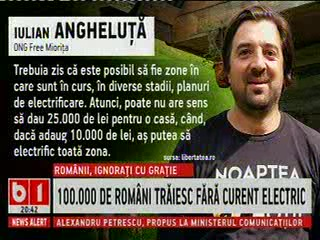 IULIAN ANGHELUȚĂ
ONG Free Miorița
Trebuia zis că este posibil să fie zone în
care sunt în curs, în diverse stadii, planuri
de electrificare. Atunci, poate nu are sens
să dau 25.000 de lei pentru o casă, când,
dacă adaug 10.000 de lei, aș putea să
electrific toată zona.
sursa: libertatea.ro
NOAPTEA
ROMÂNII, IGNORAȚI CU GRAȚIE
B1
100.000 DE ROMÂNI TRĂIESC FĂRĂ CURENT ELECTRIC
20:42
NEWS ALERT
ALEXANDRU PETRESCU, PROPUS LA MINISTERUL COMUNICAȚIILOR